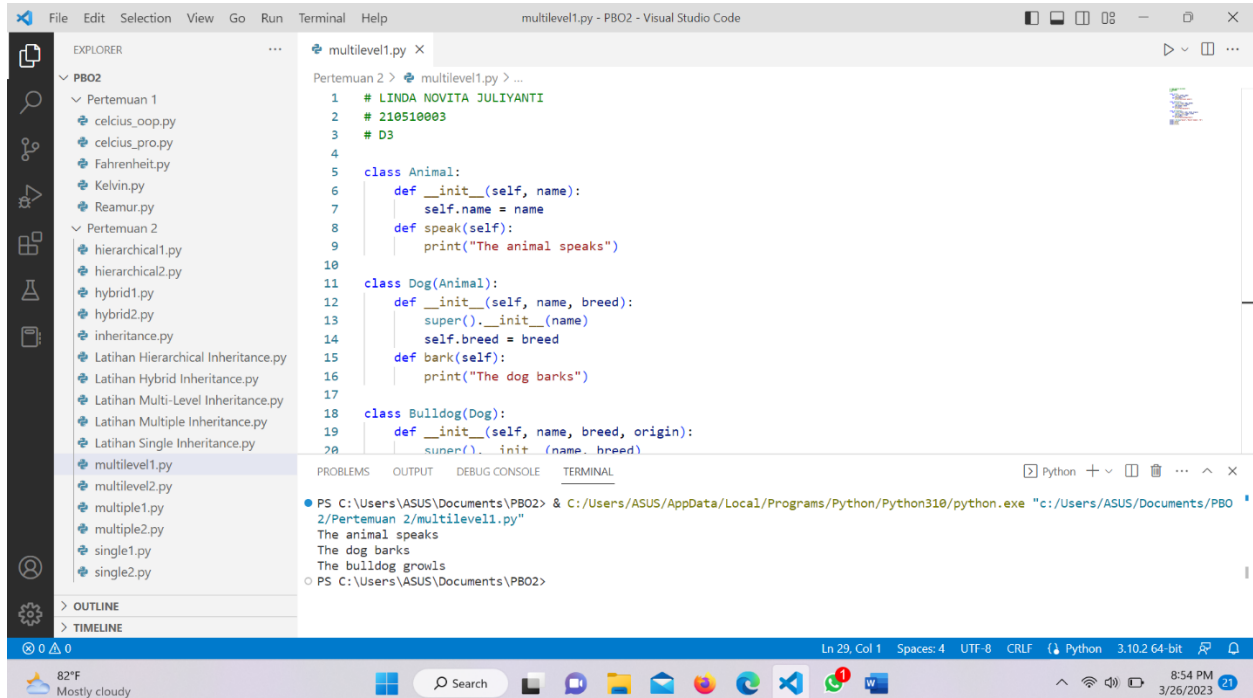 File Edit Selection View Go Run Terminal Help multilevel1.py - PBO2 - Visual Studio Code
EXPLORER
PBO2
Pertemuan 1
celcius_oop.py
celcius_pro.py
Fahrenheit.py
Kelvin.py
Reamur.py
Pertemuan 2
hierarchical1.py
hierarchical2.py
hybrid1.py
hybrid2.py
inheritance.py
Latihan Hierarchical Inheritance.py
Latihan Hybrid Inheritance.py
Latihan Multi-Level Inheritance.py
Latihan Multiple Inheritance.py
Latihan Single Inheritance.py
multilevel1.py
multilevel2.py
multiple1.py
multiple2.py
single1.py
single2.py
OUTLINE
TIMELINE
multilevel1.py
Pertemuan 2 > multilevel1.py > ...
1 # LINDA NOVITA JULIYANTI
2 # 210510003
3 # D3
4
5 class Animal:
6 def __init__(self, name):
7 self.name = name
8 def speak(self):
9 print("The animal speaks")
10
11 class Dog(Animal):
12 def __init__(self, name, breed):
13 super().__init__(name)
14 self.breed = breed
15 def bark(self):
16 print("The dog barks")
17
18 class Bulldog(Dog):
19 def __init__(self, name, breed, origin):
20 super().__init__(name, breed)
PROBLEMS OUTPUT DEBUG CONSOLE TERMINAL Python
PS C:\Users\ASUS\Documents\PBO2> & C:/Users/ASUS/AppData/Local/Programs/Python/Python310/python.exe "c:/Users/ASUS/Documents/PBO
2/Pertemuan 2/multilevel1.py"
The animal speaks
The dog barks
The bulldog growls
PS C:\Users\ASUS\Documents\PBO2>
0 0 Ln 29, Col 1 Spaces: 4 UTF-8 CRLF Python 3.10.2 64-bit
82°F
Mostly cloudy
Search
1
8:54 PM
3/26/2023
21